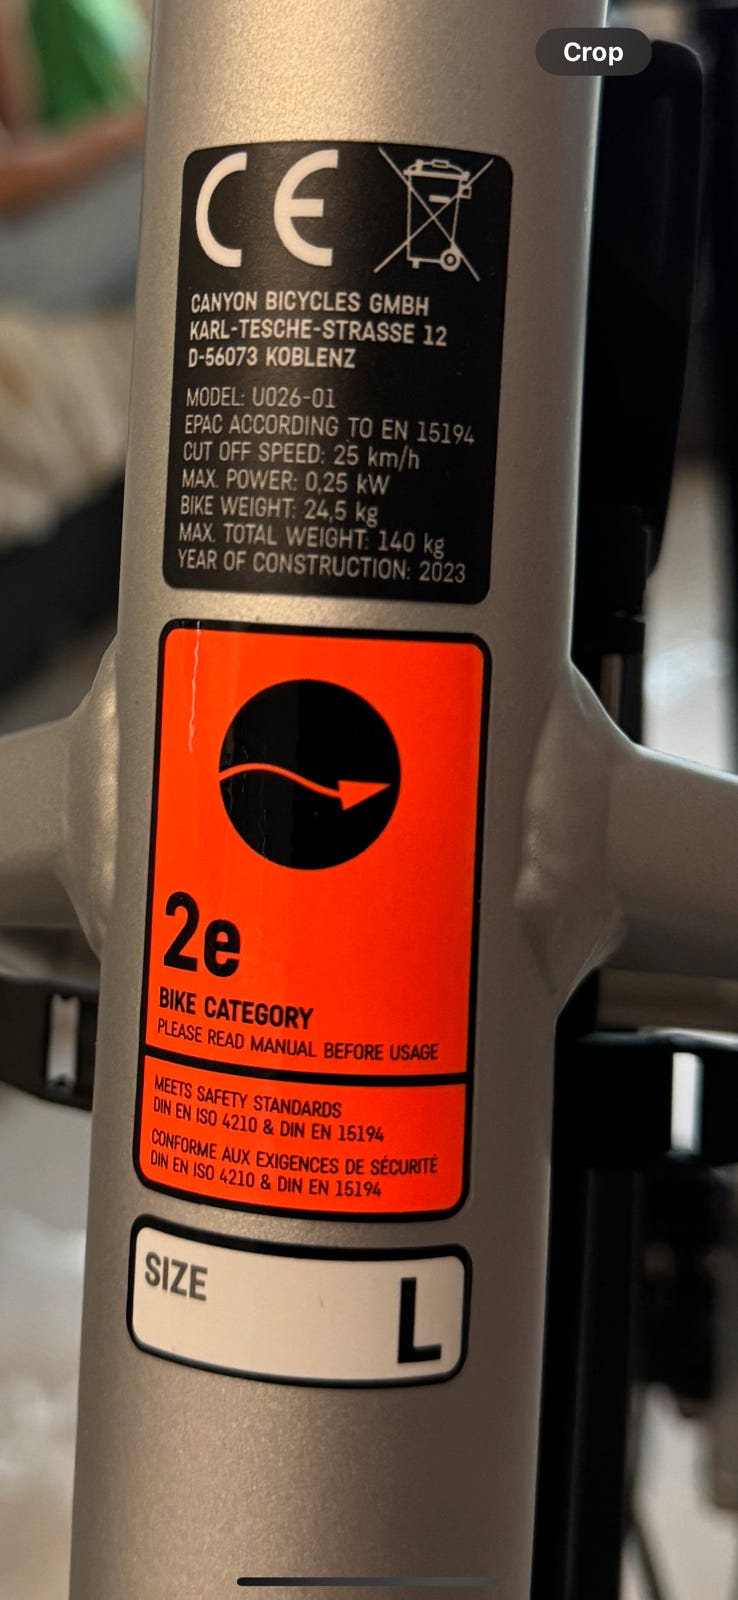 Crop
CE
CANYON BICYCLES GMBH
KARL-TESCHE-STRASSE 12
D-56073 KOBLENZ
MODEL: U026-01
EPAC ACCORDING TO EN 15194
CUT OFF SPEED: 25 km/h
MAX. POWER: 0,25 kW
BIKE WEIGHT: 24,5 kg
MAX. TOTAL WEIGHT: 140 kg
YEAR OF CONSTRUCTION: 2023
2e
BIKE CATEGORY
PLEASE READ MANUAL BEFORE USAGE
MEETS SAFETY STANDARDS
DIN EN ISO 4210 & DIN EN 15194
CONFORME AUX EXIGENCES DE SÉCURITÉ
DIN EN ISO 4210 & DIN EN 15194
SIZE L